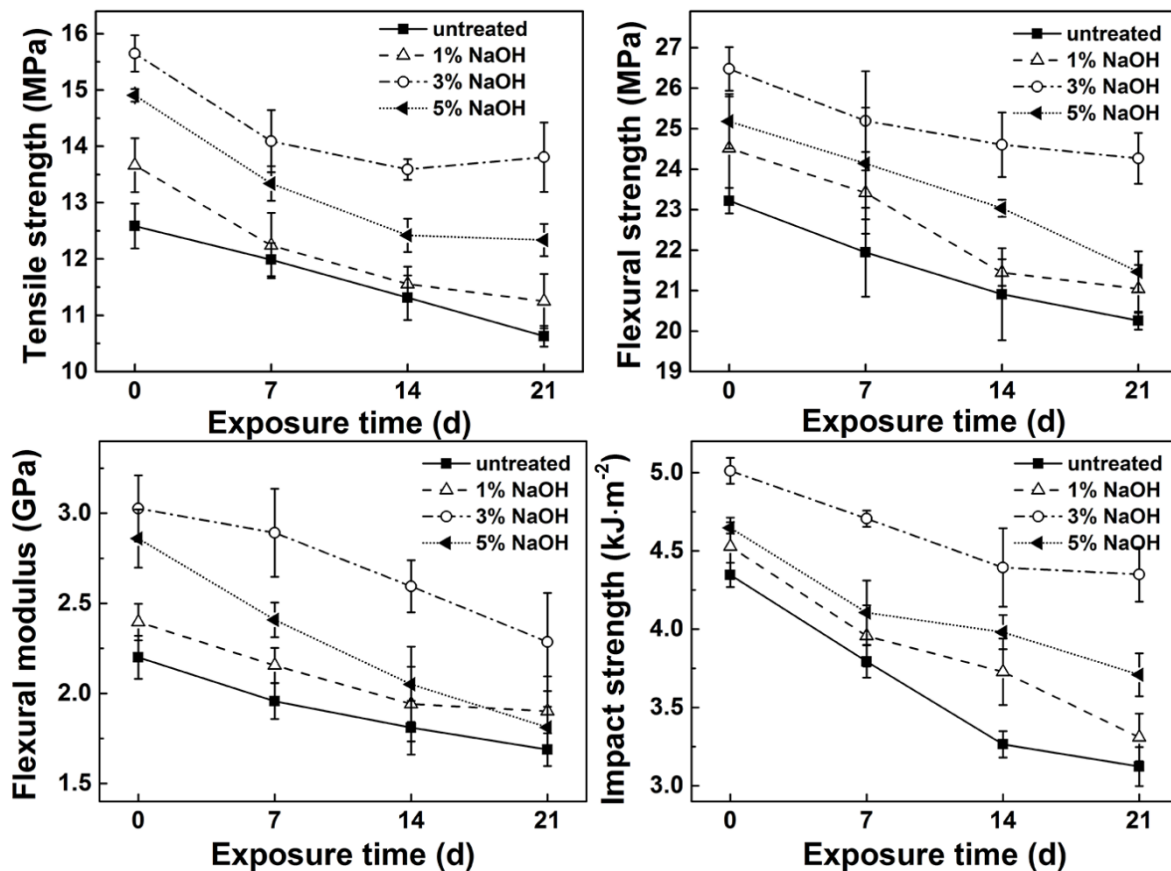 Tensile strength (MPa)
16
15
14
13
12
11
10
untreated
1% NaOH
3% NaOH
5% NaOH
0 7 14 21
Exposure time (d)
Flexural strength (MPa)
27
26
25
24
23
22
21
20
19
untreated
1% NaOH
3% NaOH
5% NaOH
0 7 14 21
Exposure time (d)
Flexural modulus (GPa)
3.0
2.5
2.0
1.5
untreated
1% NaOH
3% NaOH
5% NaOH
0 7 14 21
Exposure time (d)
Impact strength (kJ·m⁻²)
5.0
4.5
4.0
3.5
3.0
untreated
1% NaOH
3% NaOH
5% NaOH
0 7 14 21
Exposure time (d)